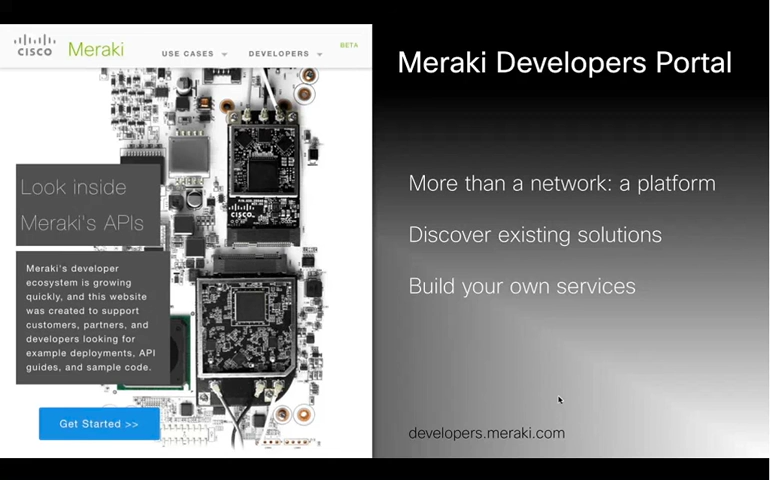 CISCO Meraki
USE CASES
DEVELOPERS
BETA
Look inside
Meraki's APIs
Meraki's developer
ecosystem is growing
quickly, and this website
was created to support
customers, partners, and
developers looking for
example deployments, API
guides, and sample code.
Get Started >>
CISCO
Meraki Developers Portal
More than a network: a platform
Discover existing solutions
Build your own services
developers.meraki.com